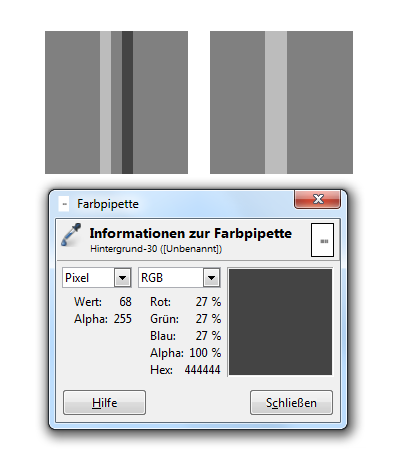 Farbpipette
Informationen zur Farbpipette
Hintergrund-30 ([Unbenannt])
Pixel RGB
Wert: 68 Rot: 27 %
Alpha: 255 Grün: 27 %
Blau: 27 %
Alpha: 100 %
Hex: 444444
Hilfe Schließen